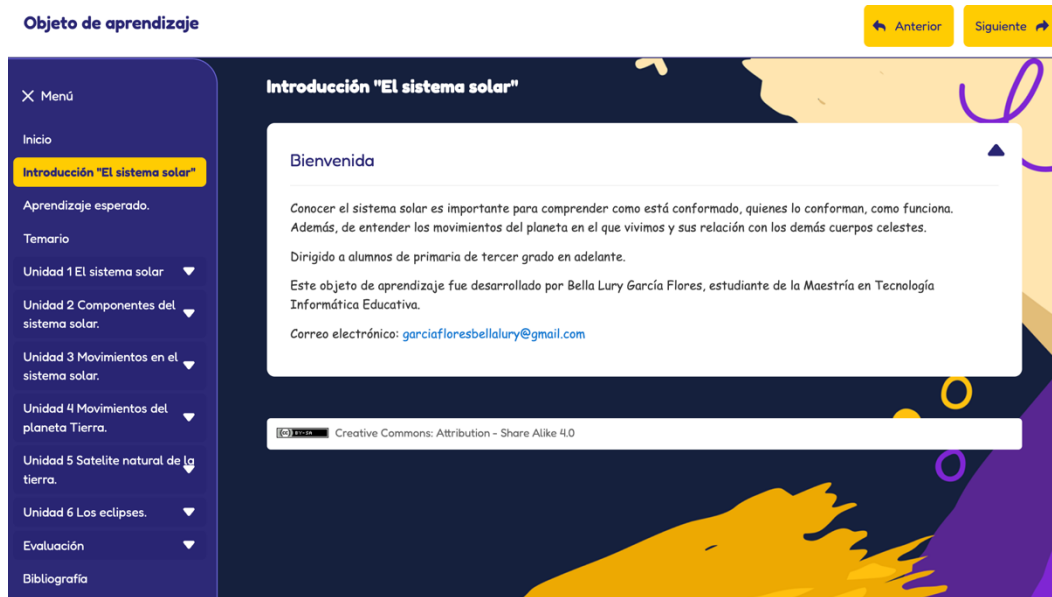 Objeto de aprendizaje
Anterior
Siguiente
Menú
Inicio
Introducción "El sistema solar"
Aprendizaje esperado.
Temario
Unidad 1 El sistema solar
Unidad 2 Componentes del
sistema solar.
Unidad 3 Movimientos en el
sistema solar.
Unidad 4 Movimientos del
planeta Tierra.
Unidad 5 Satelite natural de la
tierra.
Unidad 6 Los eclipses.
Evaluación
Bibliografía
Introducción "El sistema solar"
Bienvenida
Conocer el sistema solar es importante para comprender como está conformado, quienes lo conforman, como funciona.
Además, de entender los movimientos del planeta en el que vivimos y sus relación con los demás cuerpos celestes.
Dirigido a alumnos de primaria de tercer grado en adelante.
Este objeto de aprendizaje fue desarrollado por Bella Lury García Flores, estudiante de la Maestría en Tecnología
Informática Educativa.
Correo electrónico: garciafloresbellalury@gmail.com
(cc) BY-SA Creative Commons: Attribution - Share Alike 4.0